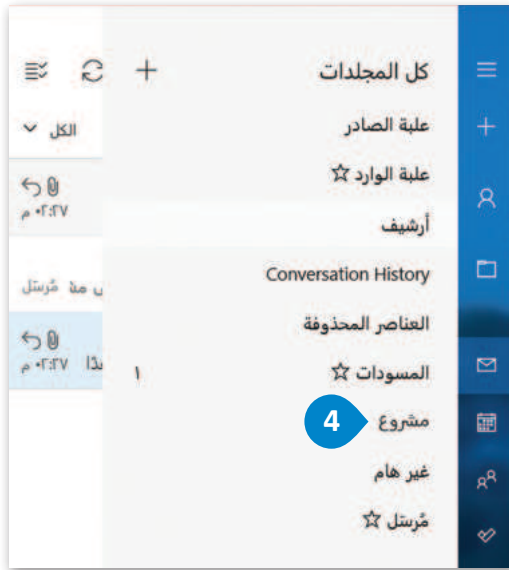 كل المجلدات
علبة الصادر
علبة الوارد
أرشيف
Conversation History
العناصر المحذوفة
المسودات ١
مشروع
4
غير هام
مُرسَل
الكل
٠٢:٢٧ م
مُرسَل
٠٢:٢٧ م